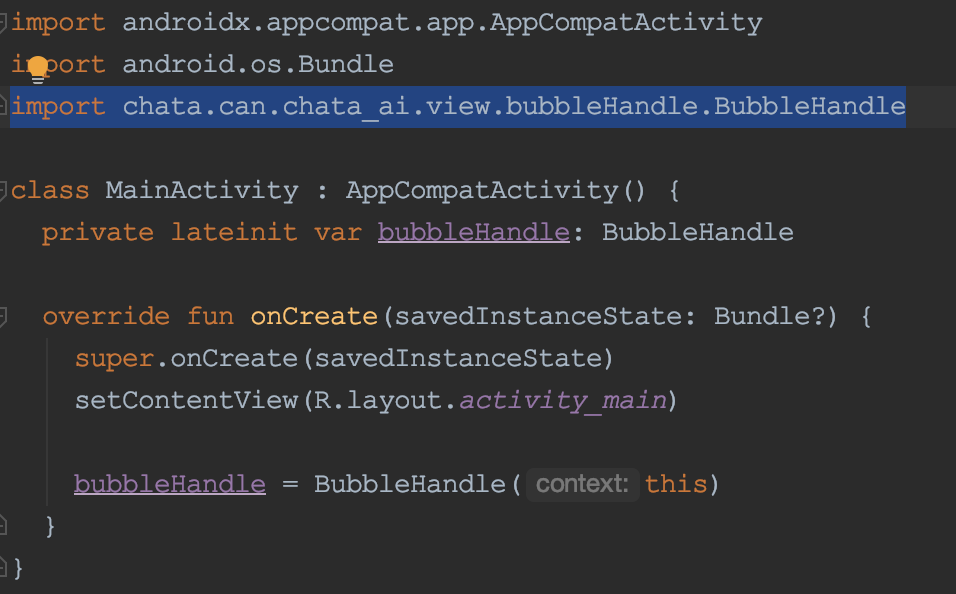 import androidx.appcompat.app.AppCompatActivity
import android.os.Bundle
import chata.can.chata_ai.view.bubbleHandle.BubbleHandle
class MainActivity : AppCompatActivity() {
private lateinit var bubbleHandle: BubbleHandle
override fun onCreate(savedInstanceState: Bundle?) {
super.onCreate(savedInstanceState)
setContentView(R.layout.activity_main)
bubbleHandle = BubbleHandle( context: this)
}
}